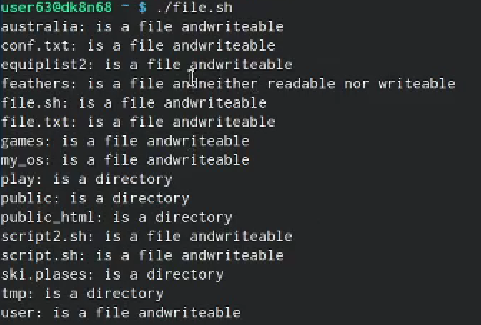 user63@dk8n68 ~ $ ./file.sh
australia: is a file andwriteable
conf.txt: is a file andwriteable
equiplist2: is a file andwriteable
feathers: is a file andneither readable nor writeable
file.sh: is a file andwriteable
file.txt: is a file andwriteable
games: is a file andwriteable
my_os: is a file andwriteable
play: is a directory
public: is a directory
public_html: is a directory
script2.sh: is a file andwriteable
script.sh: is a file andwriteable
ski.plases: is a directory
tmp: is a directory
user: is a file andwriteable